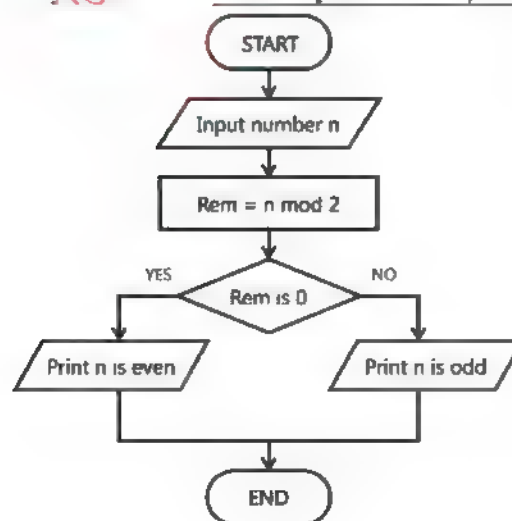 START
Input number n
Rem = n mod 2
YES
NO
Rem is 0
Print n is even
Print n is odd
END